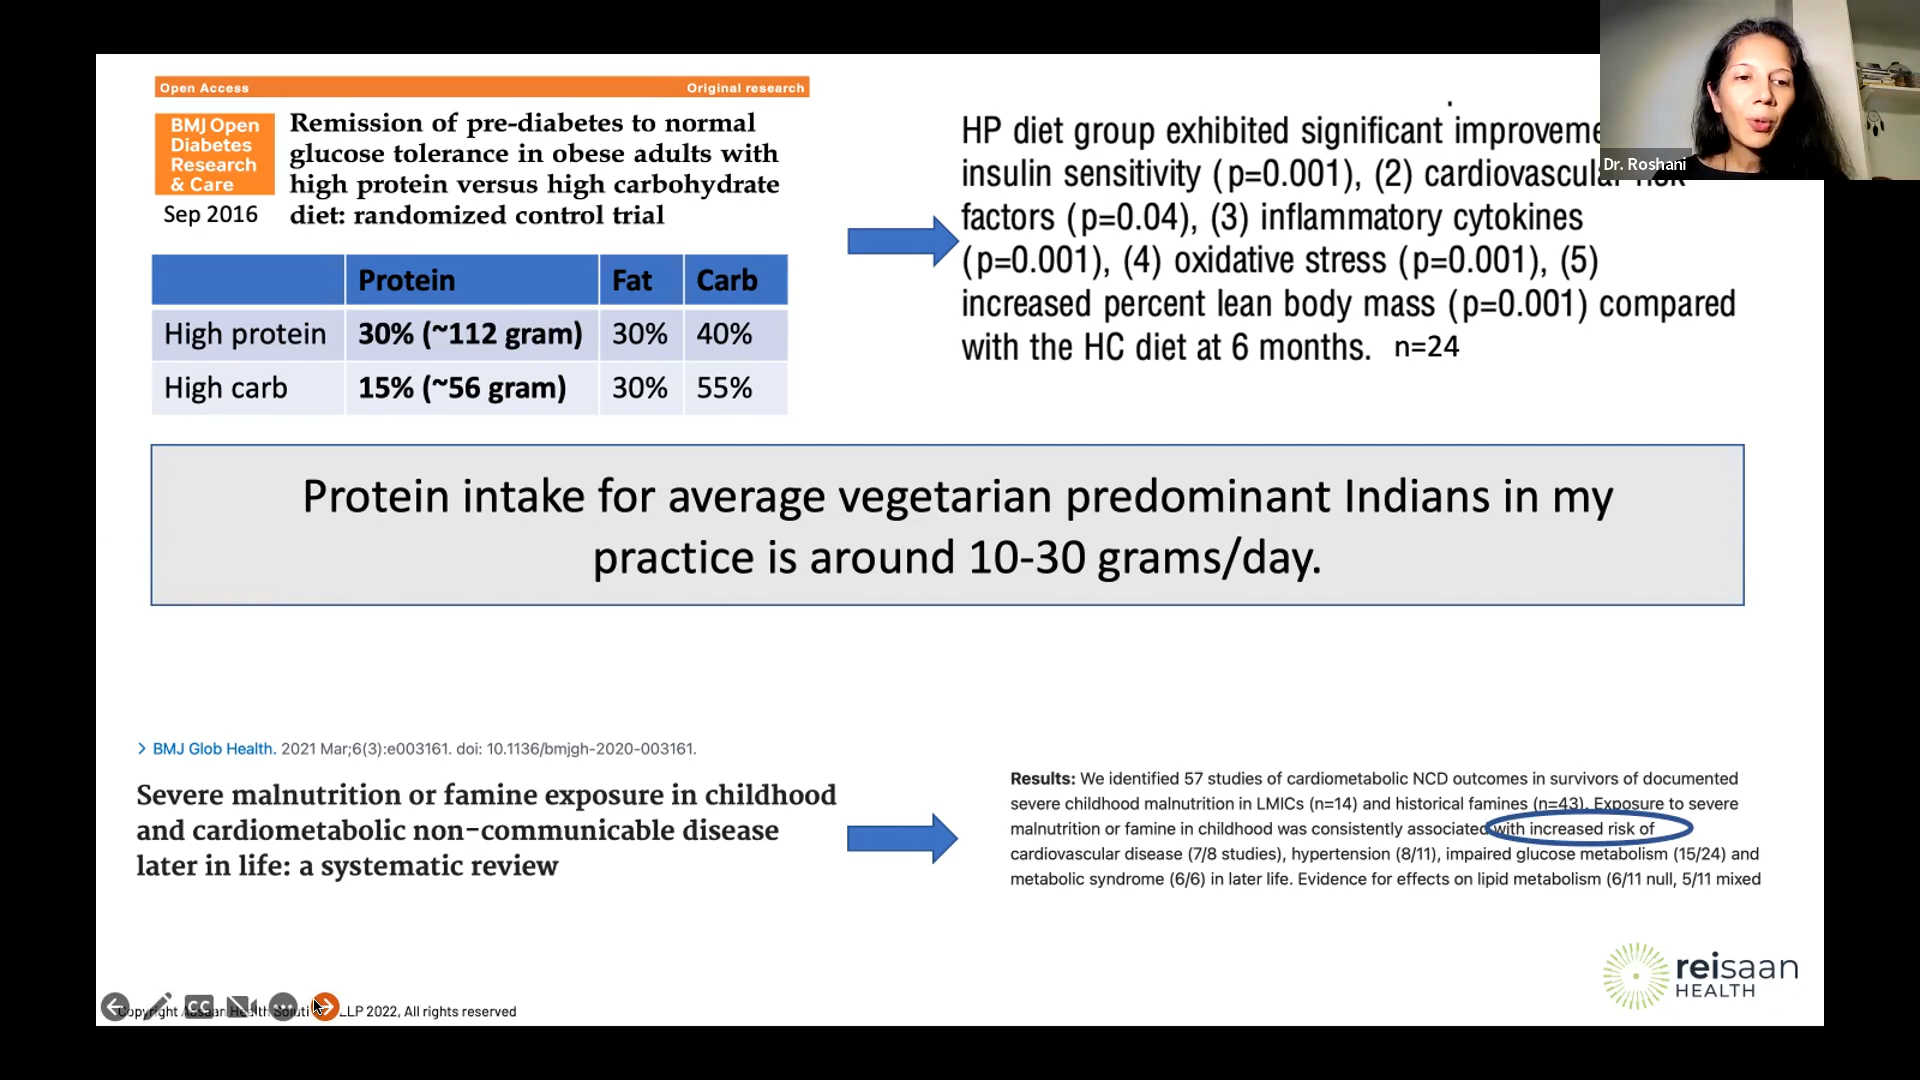 Open Access
Original research
BMJ Open
Diabetes
Research
& Care
Sep 2016
Remission of pre-diabetes to normal
glucose tolerance in obese adults with
high protein versus high carbohydrate
diet: randomized control trial
Protein Fat Carb
High protein 30% (~112 gram) 30% 40%
High carb 15% (~56 gram) 30% 55%
HP diet group exhibited significant
insulin sensitivity (p=0.001), (2) cardiovascular risk
factors (p=0.04), (3) inflammatory cytokines
(p=0.001), (4) oxidative stress (p=0.001), (5)
increased percent lean body mass (p=0.001) compared
with the HC diet at 6 months. n=24
Dr. Roshani
Protein intake for average vegetarian predominant Indians in my
practice is around 10-30 grams/day.
> BMJ Glob Health. 2021 Mar;6(3):e003161. doi: 10.1136/bmjgh-2020-003161.
Severe malnutrition or famine exposure in childhood
and cardiometabolic non-communicable disease
later in life: a systematic review
Results: We identified 57 studies of cardiometabolic NCD outcomes in survivors of documented
severe childhood malnutrition in LMICs (n=14) and historical famines (n=43). Exposure to severe
malnutrition or famine in childhood was consistently associated with increased risk of
cardiovascular disease (7/8 studies), hypertension (8/11), impaired glucose metabolism (15/24) and
metabolic syndrome (6/6) in later life. Evidence for effects on lipid metabolism (6/11 null, 5/11 mixed
reisaan
HEALTH
CC
Copyright Health LLP 2022, All rights reserved